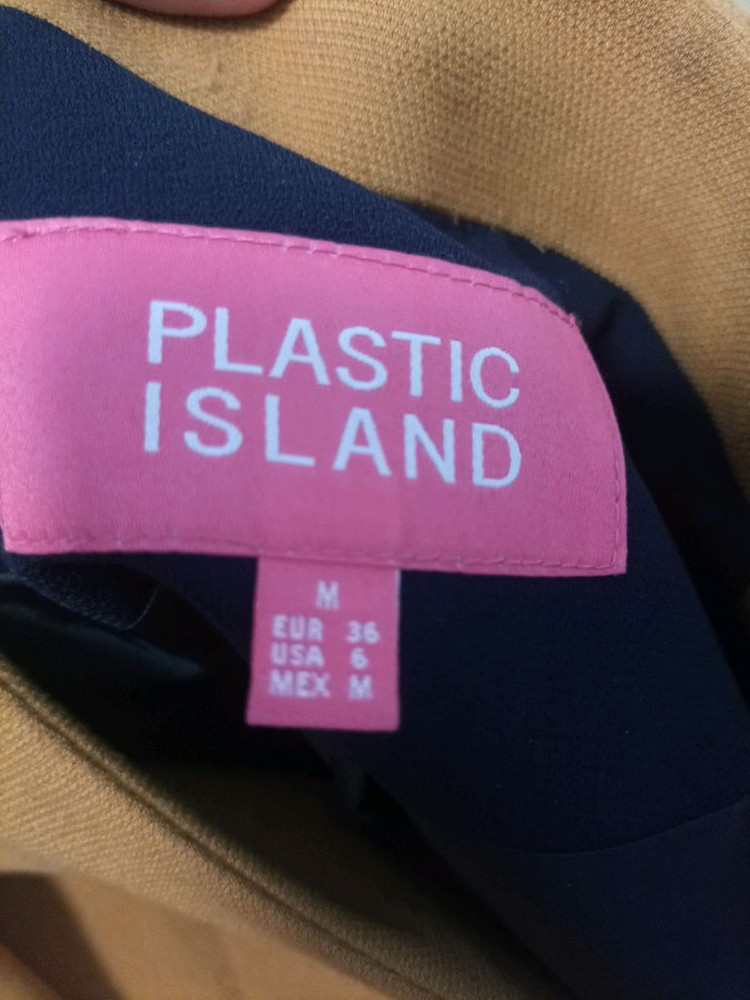 PLASTIC
ISLAND
M
EUR 36
USA 6
MEX M